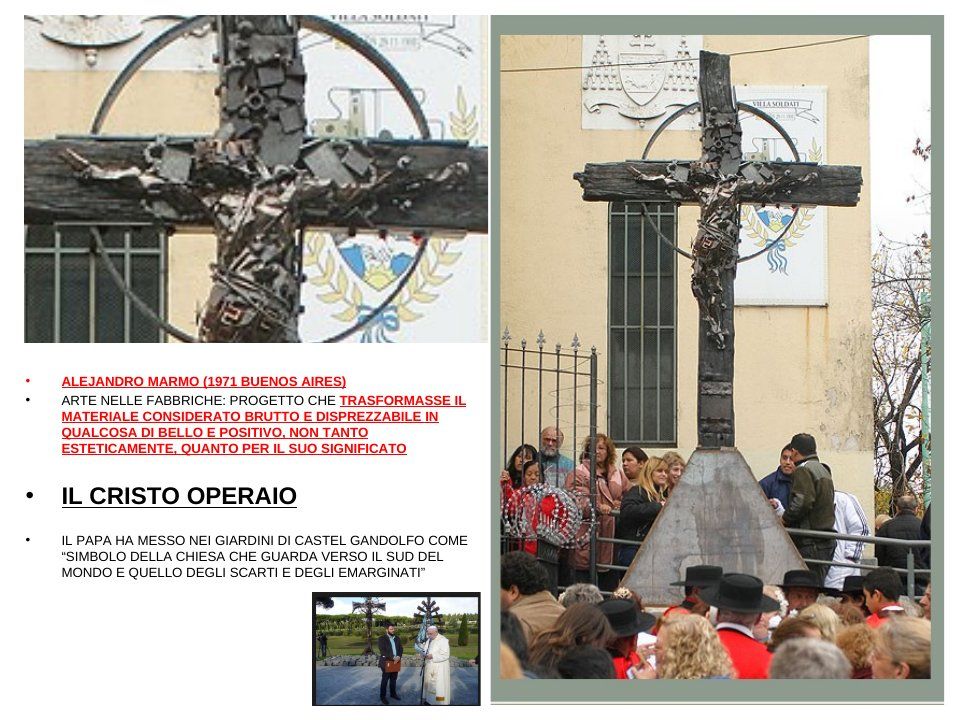 VILLA SOLDATI
VILLA SOLDATI
• ALEJANDRO MARMO (1971 BUENOS AIRES)
• ARTE NELLE FABBRICHE: PROGETTO CHE TRASFORMASSE IL
MATERIALE CONSIDERATO BRUTTO E DISPREZZABILE IN
QUALCOSA DI BELLO E POSITIVO, NON TANTO
ESTETICAMENTE, QUANTO PER IL SUO SIGNIFICATO
• IL CRISTO OPERAIO
• IL PAPA HA MESSO NEI GIARDINI DI CASTEL GANDOLFO COME
“SIMBOLO DELLA CHIESA CHE GUARDA VERSO IL SUD DEL
MONDO E QUELLO DEGLI SCARTI E DEGLI EMARGINATI”